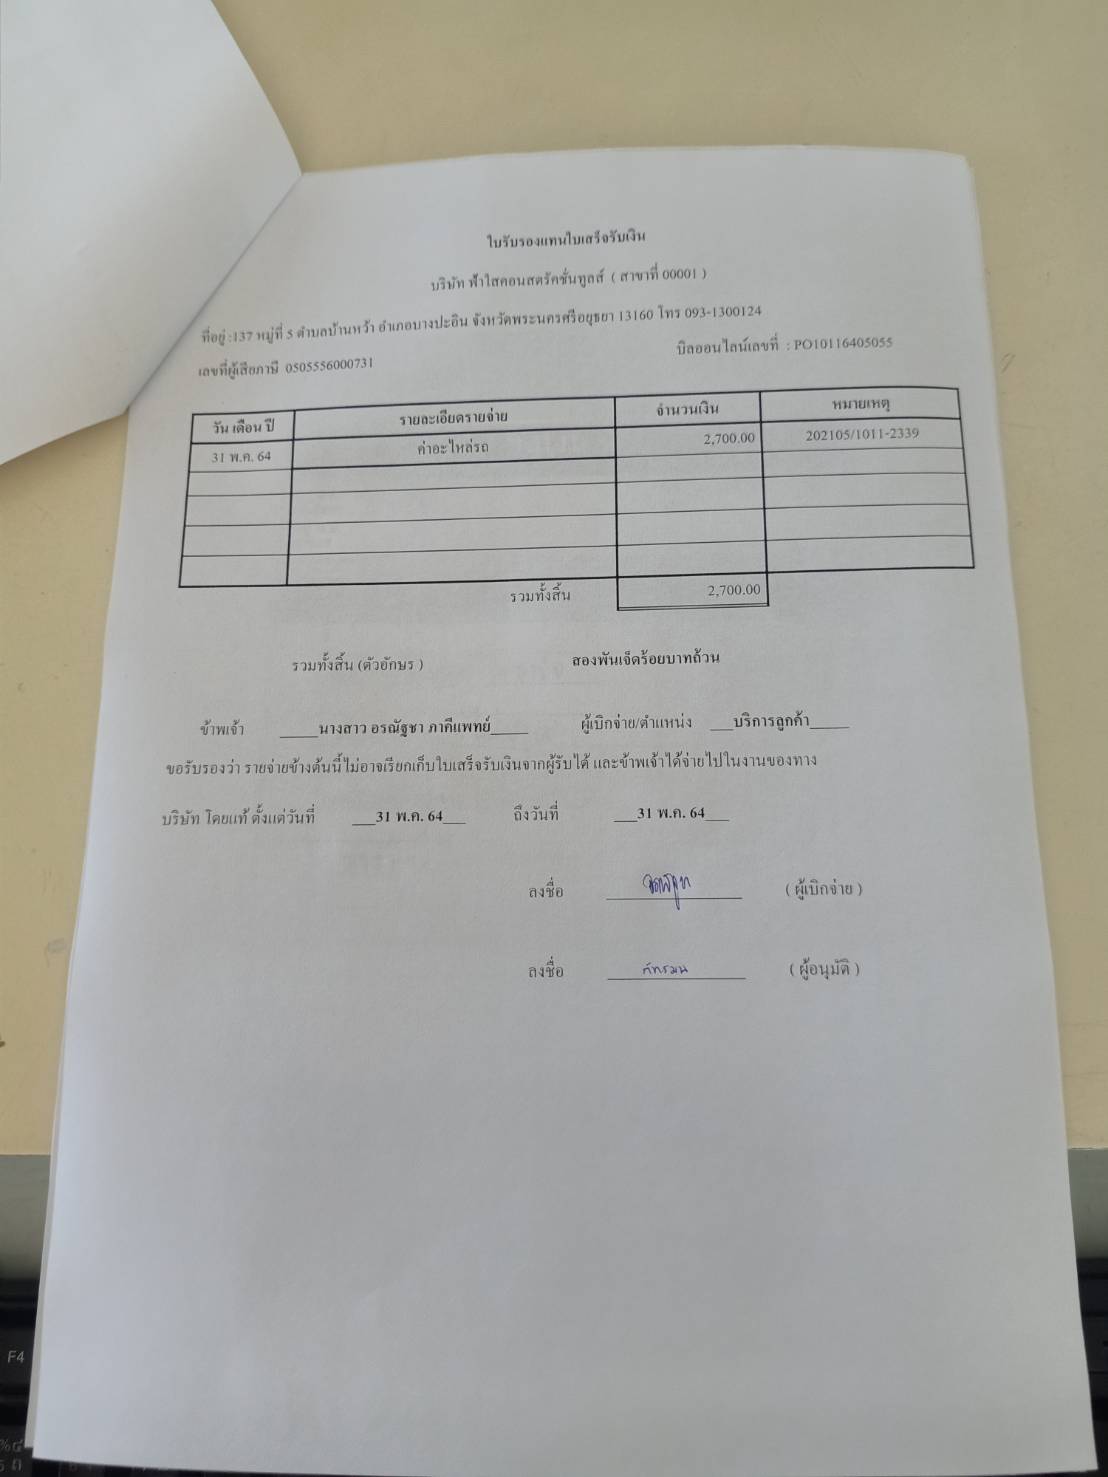 ใบรับรองแทนใบเสร็จรับเงิน
บริษัท ฟ้าใสคอนสตรัคชั่นทูลส์ ( สาขาที่ 00001 )
ที่อยู่ :137 หมู่ที่ 5 ตำบลบ้านหว้า อำเภอบางปะอิน จังหวัดพระนครศรีอยุธยา 13160 โทร 093-1300124
เลขที่ผู้เสียภาษี 0505556000731 บิลออนไลน์เลขที่ : PO10116405055
วัน เดือน ปี รายละเอียดรายจ่าย จำนวนเงิน หมายเหตุ
31 พ.ค. 64 ค่าอะไหล่รถ 2,700.00 202105/1011-2339
รวมทั้งสิ้น 2,700.00
รวมทั้งสิ้น (ตัวอักษร ) สองพันเจ็ดร้อยบาทถ้วน
ข้าพเจ้า ____นางสาว อรณัฐชา ภาคีแพทย์____ ผู้เบิกจ่าย/ตำแหน่ง ___บริการลูกค้า____
ขอรับรองว่า รายจ่ายข้างต้นนี้ไม่อาจเรียกเก็บใบเสร็จรับเงินจากผู้รับได้ และข้าพเจ้าได้จ่ายไปในงานของทาง
บริษัท โดยแท้ ตั้งแต่วันที่ ___31 พ.ค. 64___ ถึงวันที่ ___31 พ.ค. 64___
ลงชื่อ ( ผู้เบิกจ่าย )
ลงชื่อ ภัทรมน ( ผู้อนุมัติ )
F4